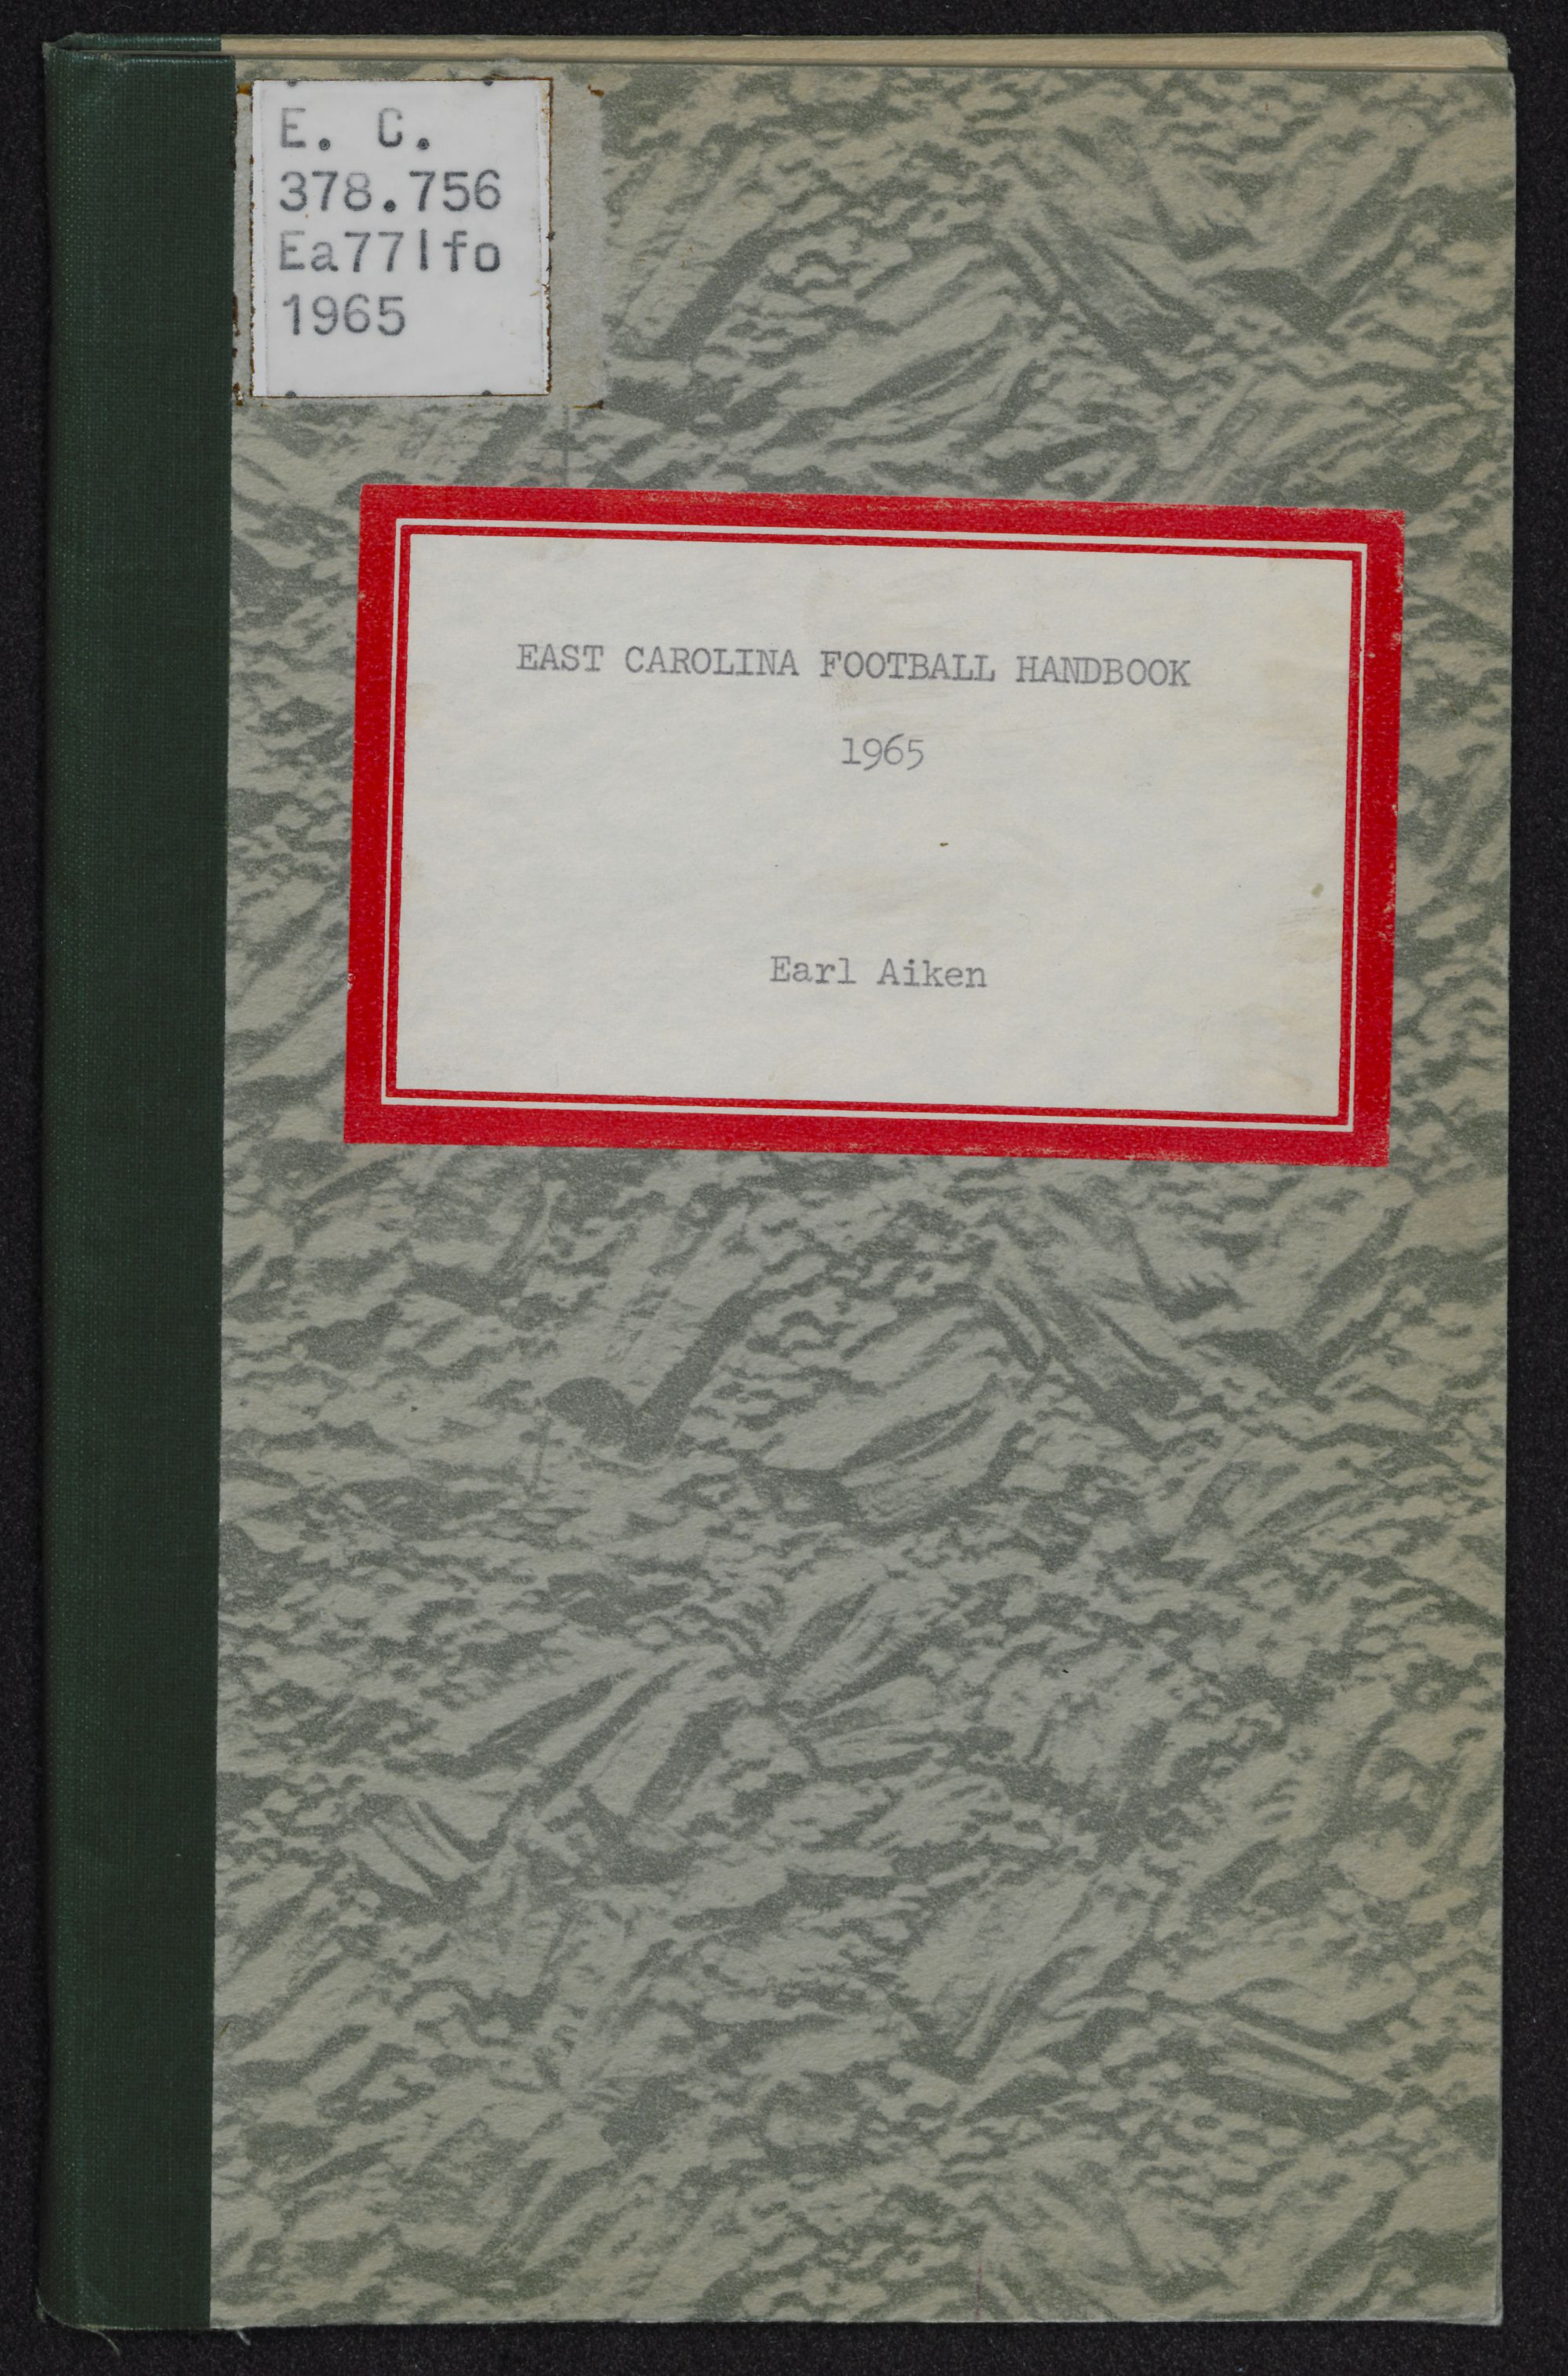 E. C.
378.756
Ea77lfo
1965
EAST CAROLINA FOOTBALL HANDBOOK
1965
Earl Aiken